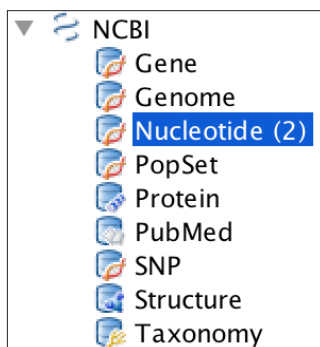 NCBI
Gene
Genome
Nucleotide (2)
PopSet
Protein
PubMed
SNP
Structure
Taxonomy